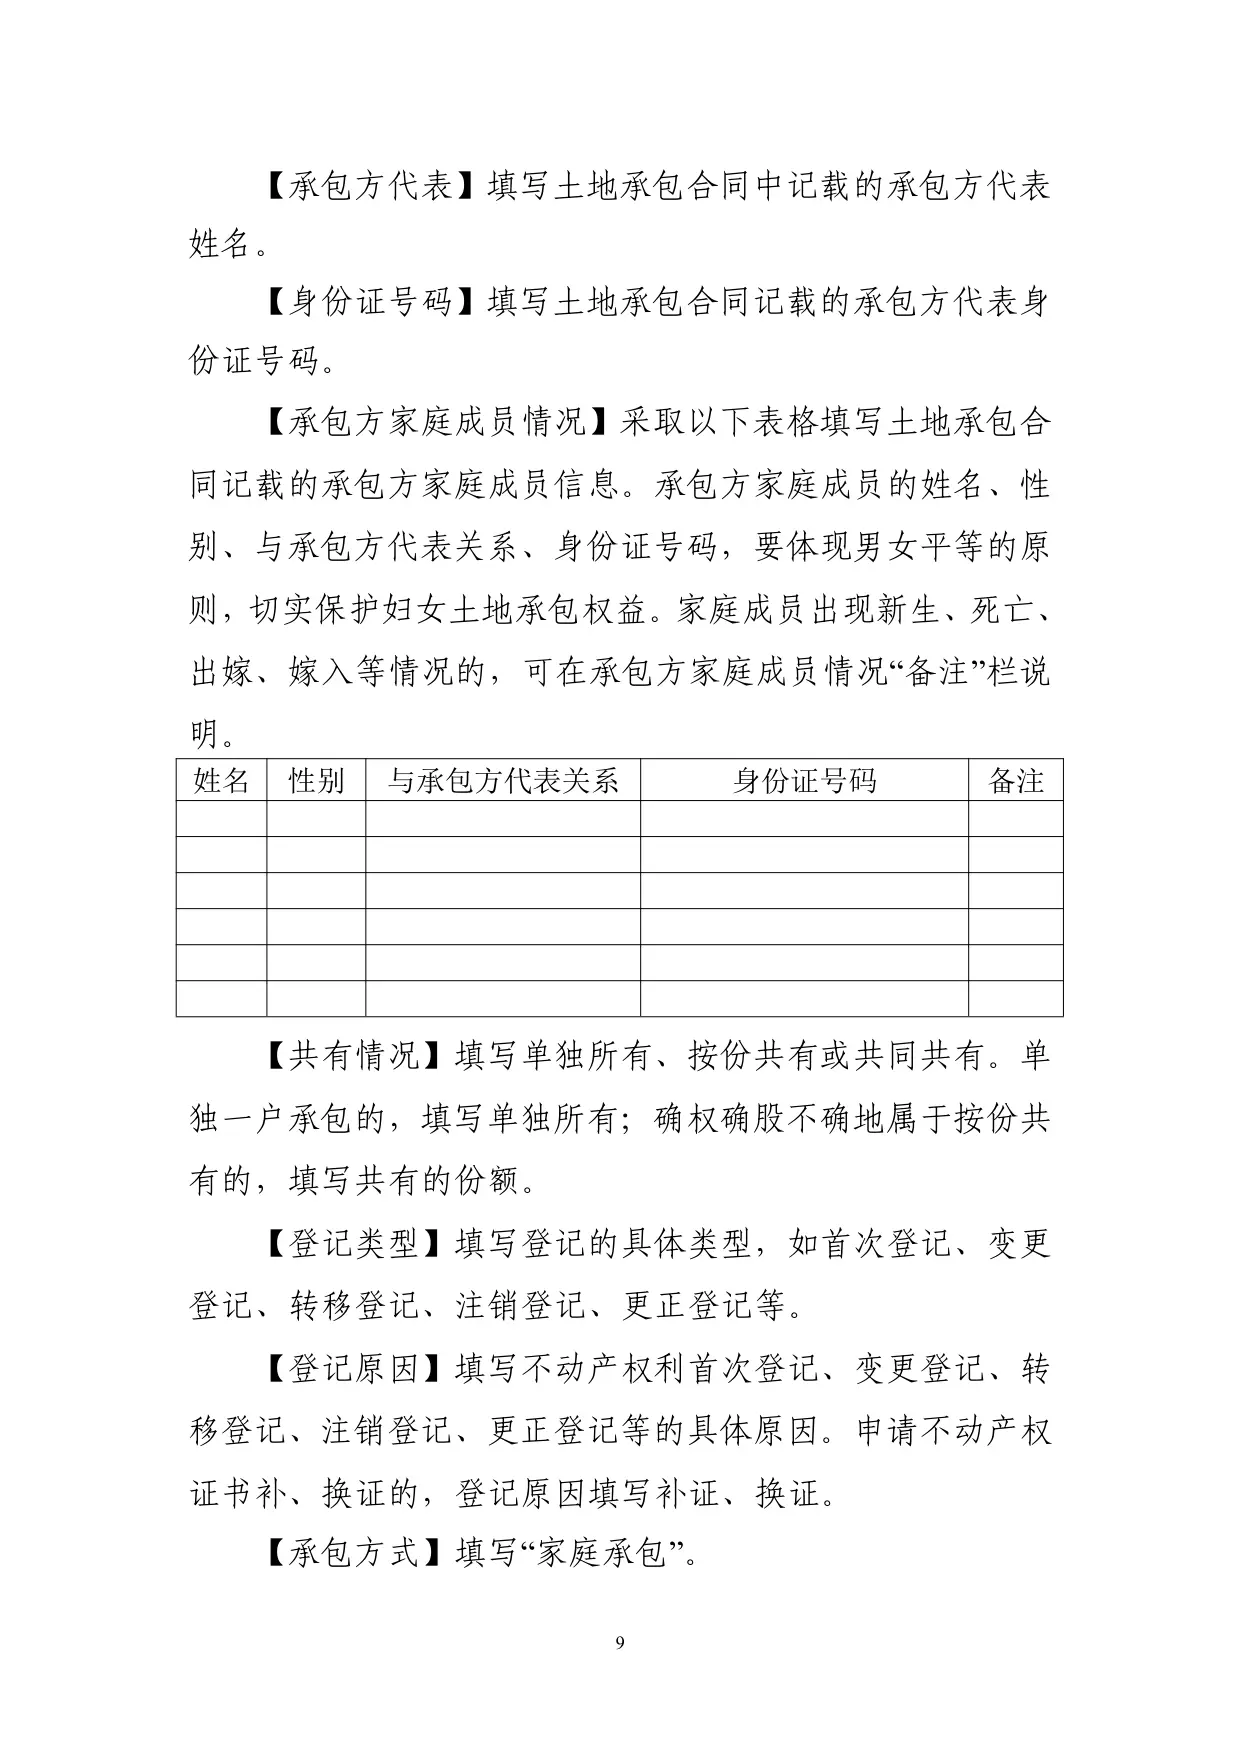 【承包方代表】填写土地承包合同中记载的承包方代表
姓名。
【身份证号码】填写土地承包合同记载的承包方代表身
份证号码。
【承包方家庭成员情况】采取以下表格填写土地承包合
同记载的承包方家庭成员信息。承包方家庭成员的姓名、性
别、与承包方代表关系、身份证号码，要体现男女平等的原
则，切实保护妇女土地承包权益。家庭成员出现新生、死亡、
出嫁、嫁入等情况的，可在承包方家庭成员情况“备注”栏说
明。
姓名 性别 与承包方代表关系 身份证号码 备注
【共有情况】填写单独所有、按份共有或共同共有。单
独一户承包的，填写单独所有；确权确股不确地属于按份共
有的，填写共有的份额。
【登记类型】填写登记的具体类型，如首次登记、变更
登记、转移登记、注销登记、更正登记等。
【登记原因】填写不动产权利首次登记、变更登记、转
移登记、注销登记、更正登记等的具体原因。申请不动产权
证书补、换证的，登记原因填写补证、换证。
【承包方式】填写“家庭承包”。
9